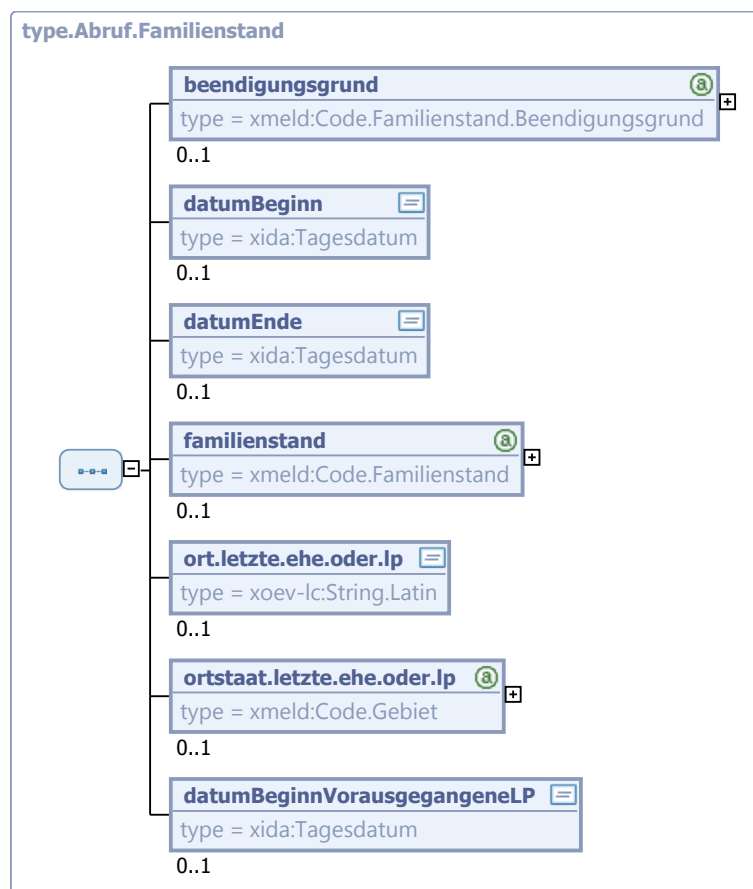 type.Abruf.Familienstand
beendigungsgrund
type = xmeld:Code.Familienstand.Beendigungsgrund
0..1
datumBeginn
type = xida:Tagesdatum
0..1
datumEnde
type = xida:Tagesdatum
0..1
familienstand
type = xmeld:Code.Familienstand
0..1
ort.letzte.ehe.oder.lp
type = xoev-lc:String.Latin
0..1
ortstaat.letzte.ehe.oder.lp
type = xmeld:Code.Gebiet
0..1
datumBeginnVorausgegangeneLP
type = xida:Tagesdatum
0..1